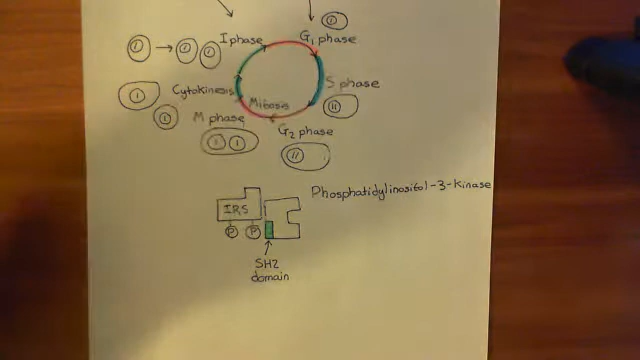 I phase
G1 phase
S phase
G2 phase
Mitosis
M phase
Cytokinesis
Phosphatidylinositol-3-kinase
IRS
P P
SH2
domain